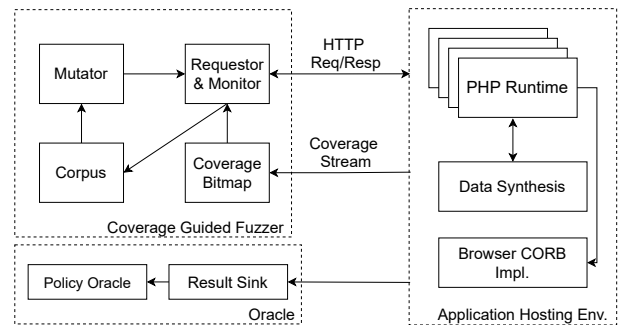 Mutator
Requestor
& Monitor
HTTP
Req/Resp
PHP Runtime
Corpus
Coverage
Bitmap
Coverage
Stream
Data Synthesis
Coverage Guided Fuzzer
Policy Oracle
Result Sink
Oracle
Browser CORB
Impl.
Application Hosting Env.